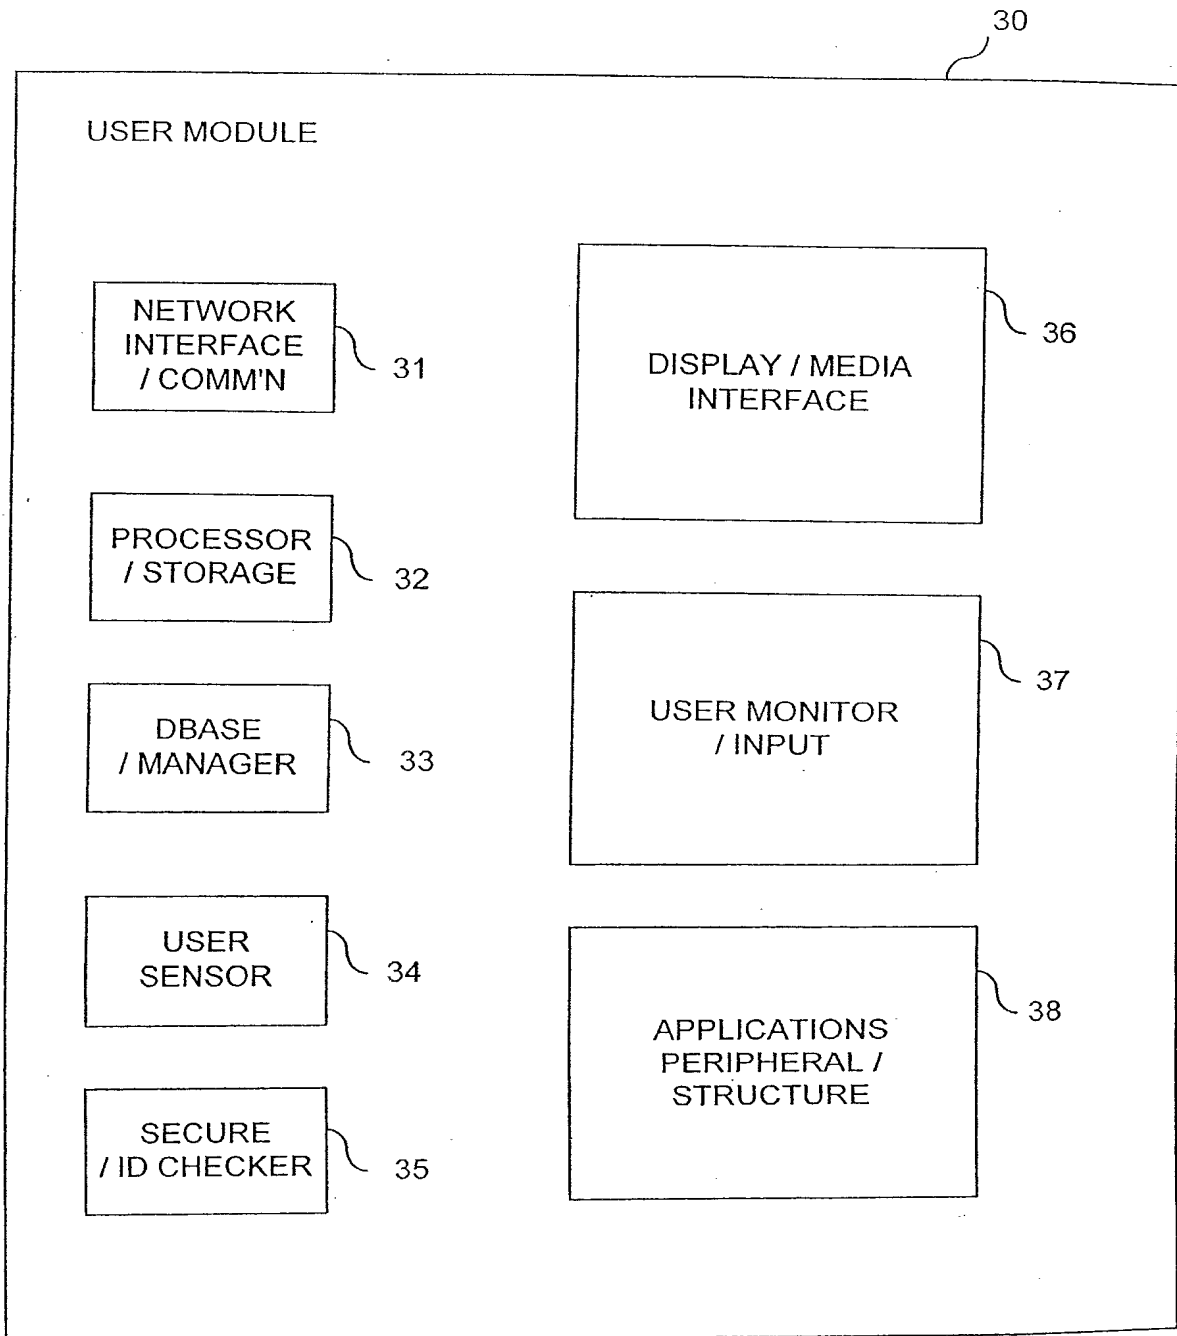 30
USER MODULE
NETWORK
INTERFACE
/ COMM'N
31
PROCESSOR
/ STORAGE
32
DBASE
/ MANAGER
33
USER
SENSOR
34
SECURE
/ ID CHECKER
35
DISPLAY / MEDIA
INTERFACE
36
USER MONITOR
/ INPUT
37
APPLICATIONS
PERIPHERAL /
STRUCTURE
38